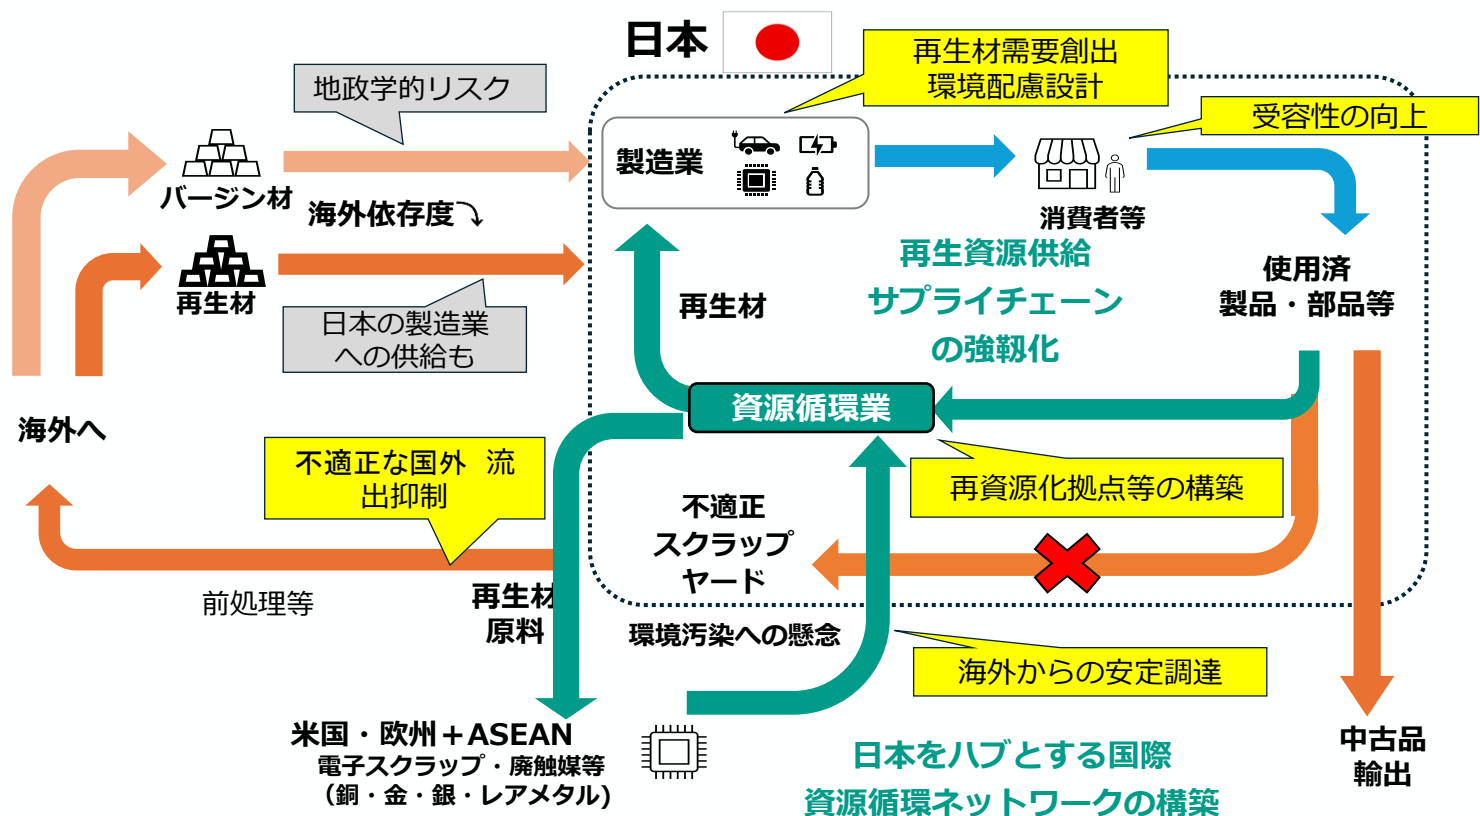 日本
再生材需要創出
環境配慮設計
地政学的リスク
受容性の向上
製造業
バージン材
海外依存度
消費者等
再生材
日本の製造業
への供給も
再生材
再生資源供給
サプライチェーン
の強靱化
使用済
製品・部品等
資源循環業
海外へ
不適正な国外 流
出抑制
再資源化拠点等の構築
不適正
スクラップ
ヤード
前処理等
再生材
原料
環境汚染への懸念
海外からの安定調達
米国・欧州＋ASEAN
電子スクラップ・廃触媒等
（銅・金・銀・レアメタル)
日本をハブとする国際
資源循環ネットワークの構築
中古品
輸出